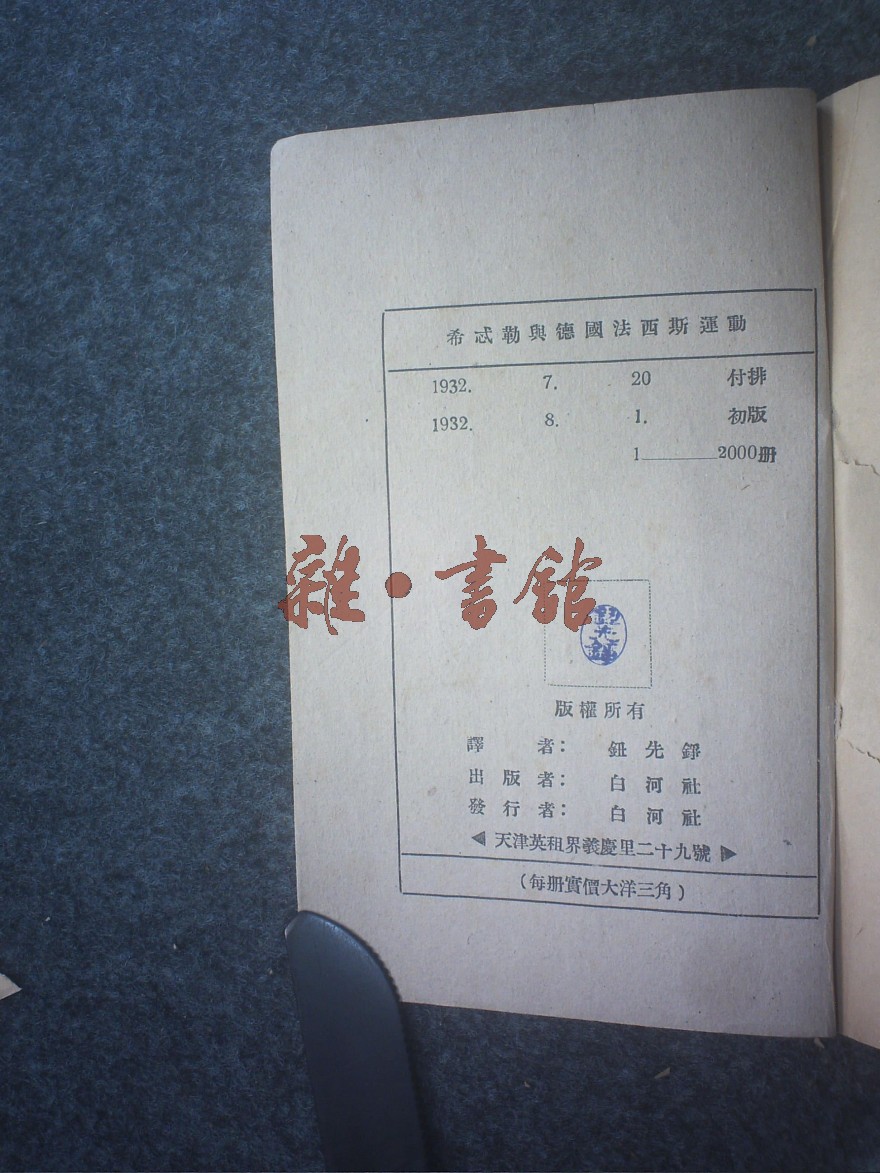 希忒勒與德國法西斯運動
1932. 7. 20 付排
1932. 8. 1. 初版
1——2000册
雜·書館
版權所有
譯者：鈕先錚
出版者：白河社
發行者：白河社
天津英租界義慶里二十九號
(每册實價大洋三角)